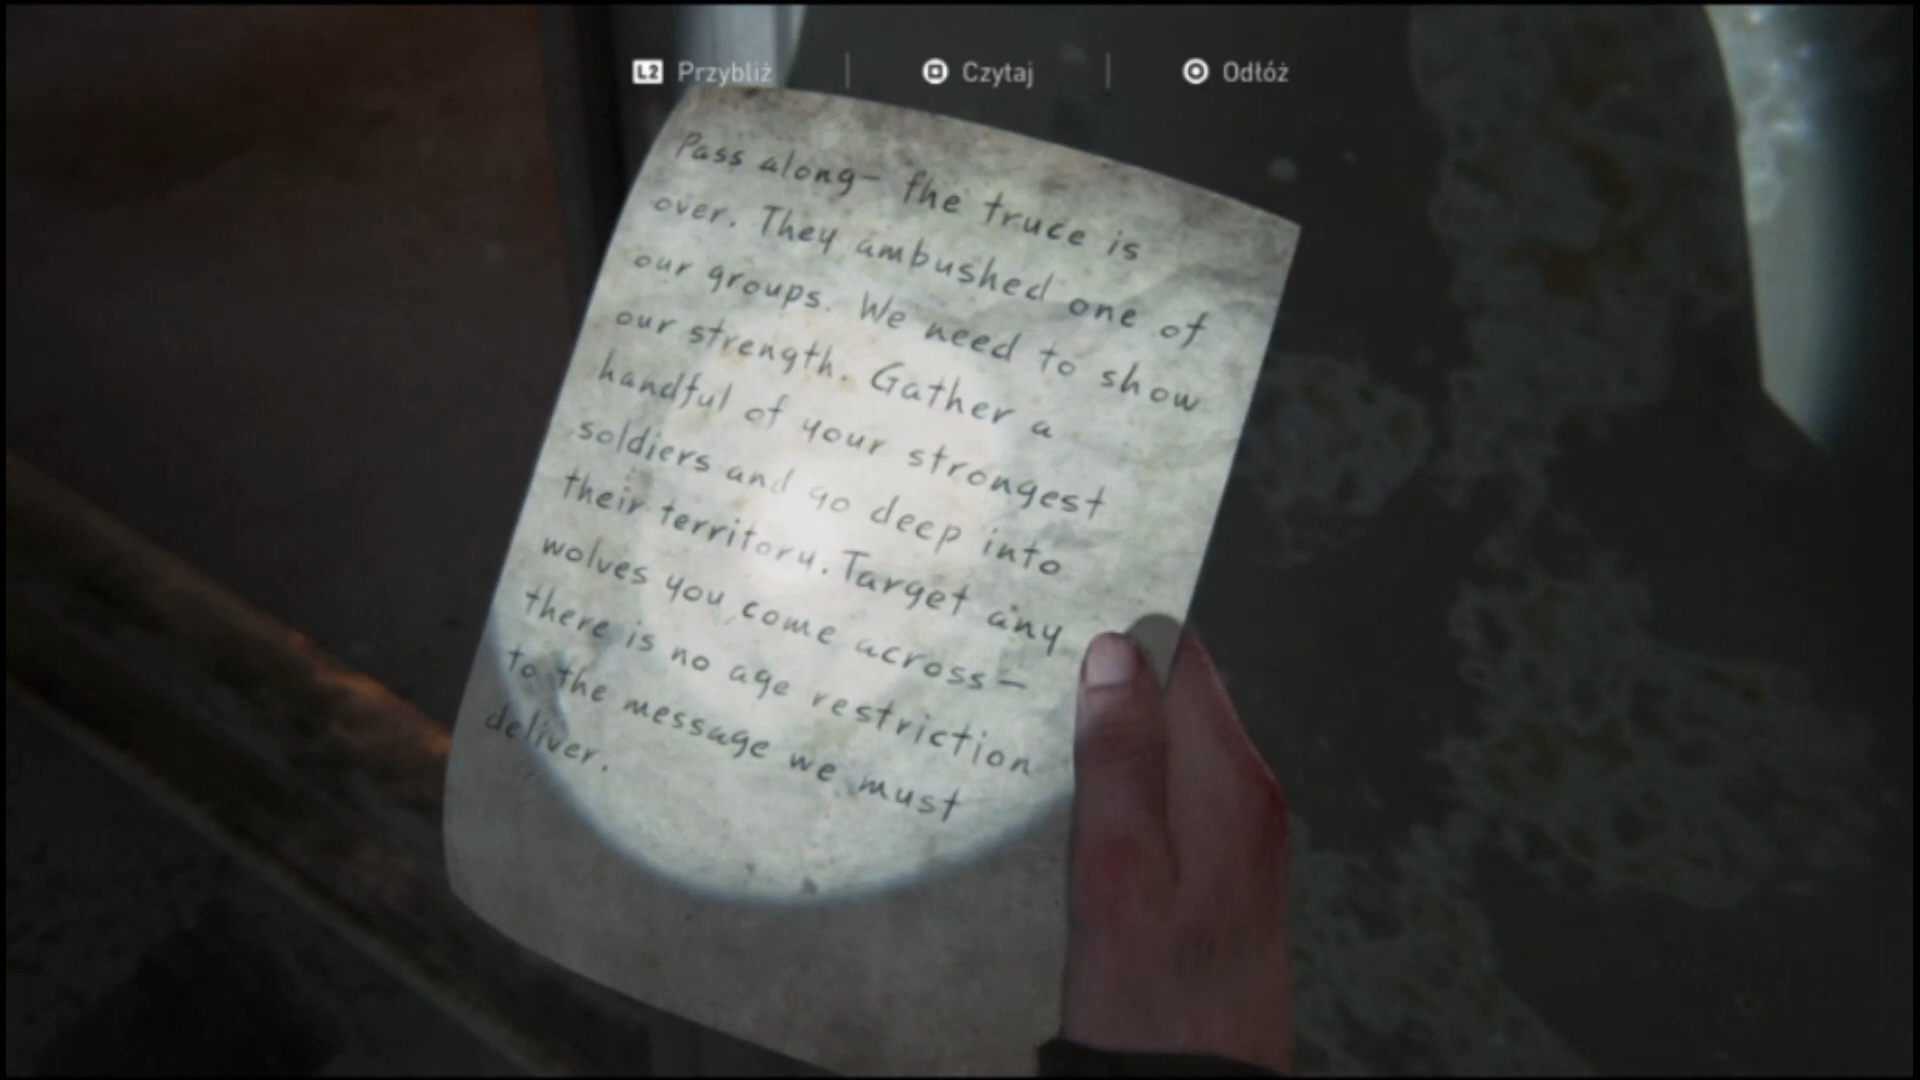 L2 Przybliż | Czytaj | Odłóż
Pass along— the truce is
over. They ambushed one of
our groups. We need to show
our strength. Gather a
handful of your strongest
soldiers and go deep into
their territory. Target any
wolves you come across—
there is no age restriction
to the message we must
deliver.